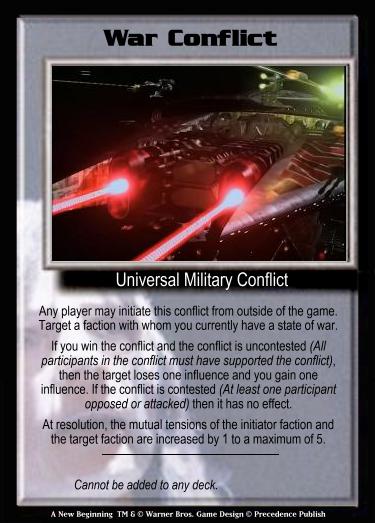 War Conflict
Universal Military Conflict
Any player may initiate this conflict from outside of the game.
Target a faction with whom you currently have a state of war.
If you win the conflict and the conflict is uncontested (All
participants in the conflict must have supported the conflict),
then the target loses one influence and you gain one
influence. If the conflict is contested (At least one participant
opposed or attacked) then it has no effect.
At resolution, the mutual tensions of the initiator faction and
the target faction are increased by 1 to a maximum of 5.
Cannot be added to any deck.
A New Beginning TM & © Warner Bros. Game Design © Precedence Publish